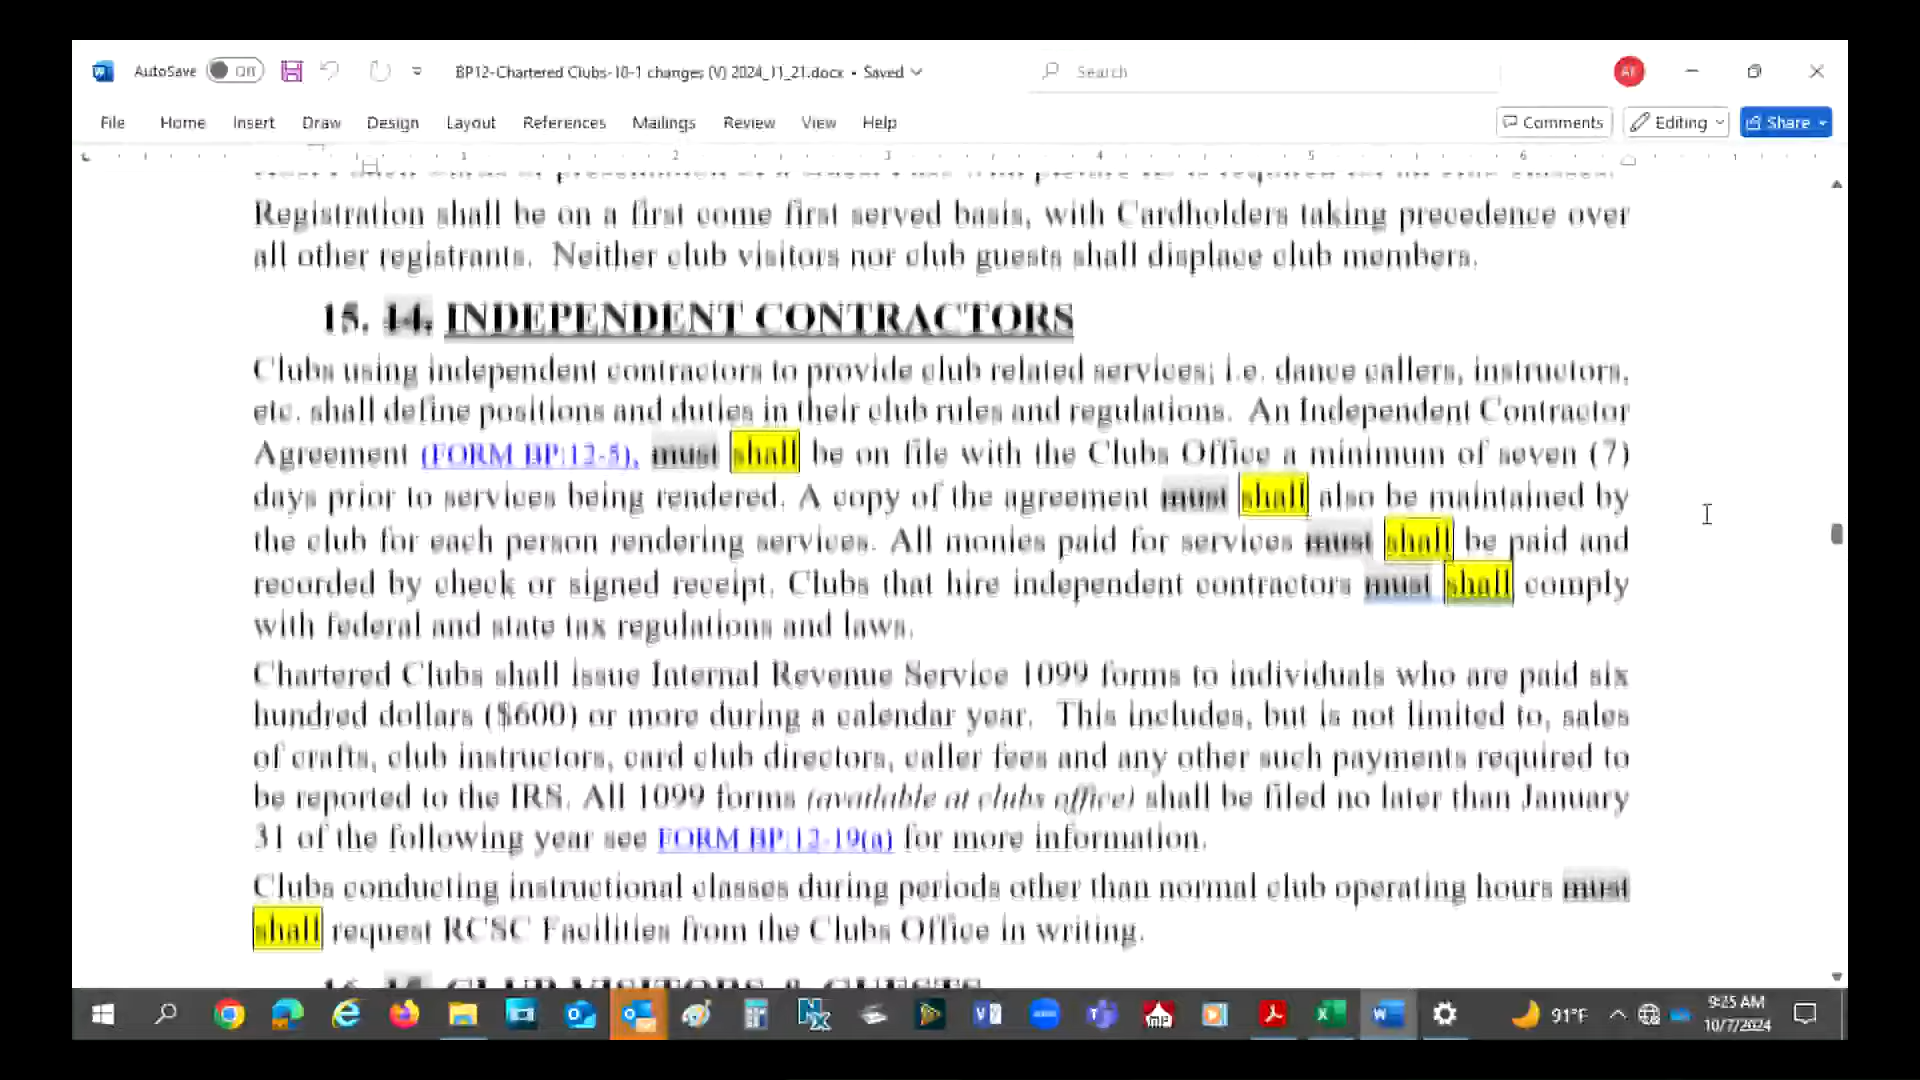 AutoSave Off BP12-Chartered Clubs-10-1 changes (V) 2024_11_21.docx • Saved Search AT
File Home Insert Draw Design Layout References Mailings Review View Help Comments Editing Share
1 2 3 4 5 6
Registration shall be on a first come first served basis, with Cardholders taking precedence over
all other registrants. Neither club visitors nor club guests shall displace club members.
15. 14. INDEPENDENT CONTRACTORS
Clubs using independent contractors to provide club related services; i.e. dance callers, instructors,
etc. shall define positions and duties in their club rules and regulations. An Independent Contractor
Agreement (FORM BP:12-5), must shall be on file with the Clubs Office a minimum of seven (7)
days prior to services being rendered. A copy of the agreement must shall also be maintained by
the club for each person rendering services. All monies paid for services must shall be paid and
recorded by check or signed receipt. Clubs that hire independent contractors must shall comply
with federal and state tax regulations and laws.
Chartered Clubs shall issue Internal Revenue Service 1099 forms to individuals who are paid six
hundred dollars ($600) or more during a calendar year. This includes, but is not limited to, sales
of crafts, club instructors, card club directors, caller fees and any other such payments required to
be reported to the IRS. All 1099 forms (available at clubs office) shall be filed no later than January
31 of the following year see FORM BP:12-19(a) for more information.
Clubs conducting instructional classes during periods other than normal club operating hours must
shall request RCSC Facilities from the Clubs Office in writing.
16. 15. CLUB VISITORS & GUESTS
91°F 9:25 AM
10/7/2024